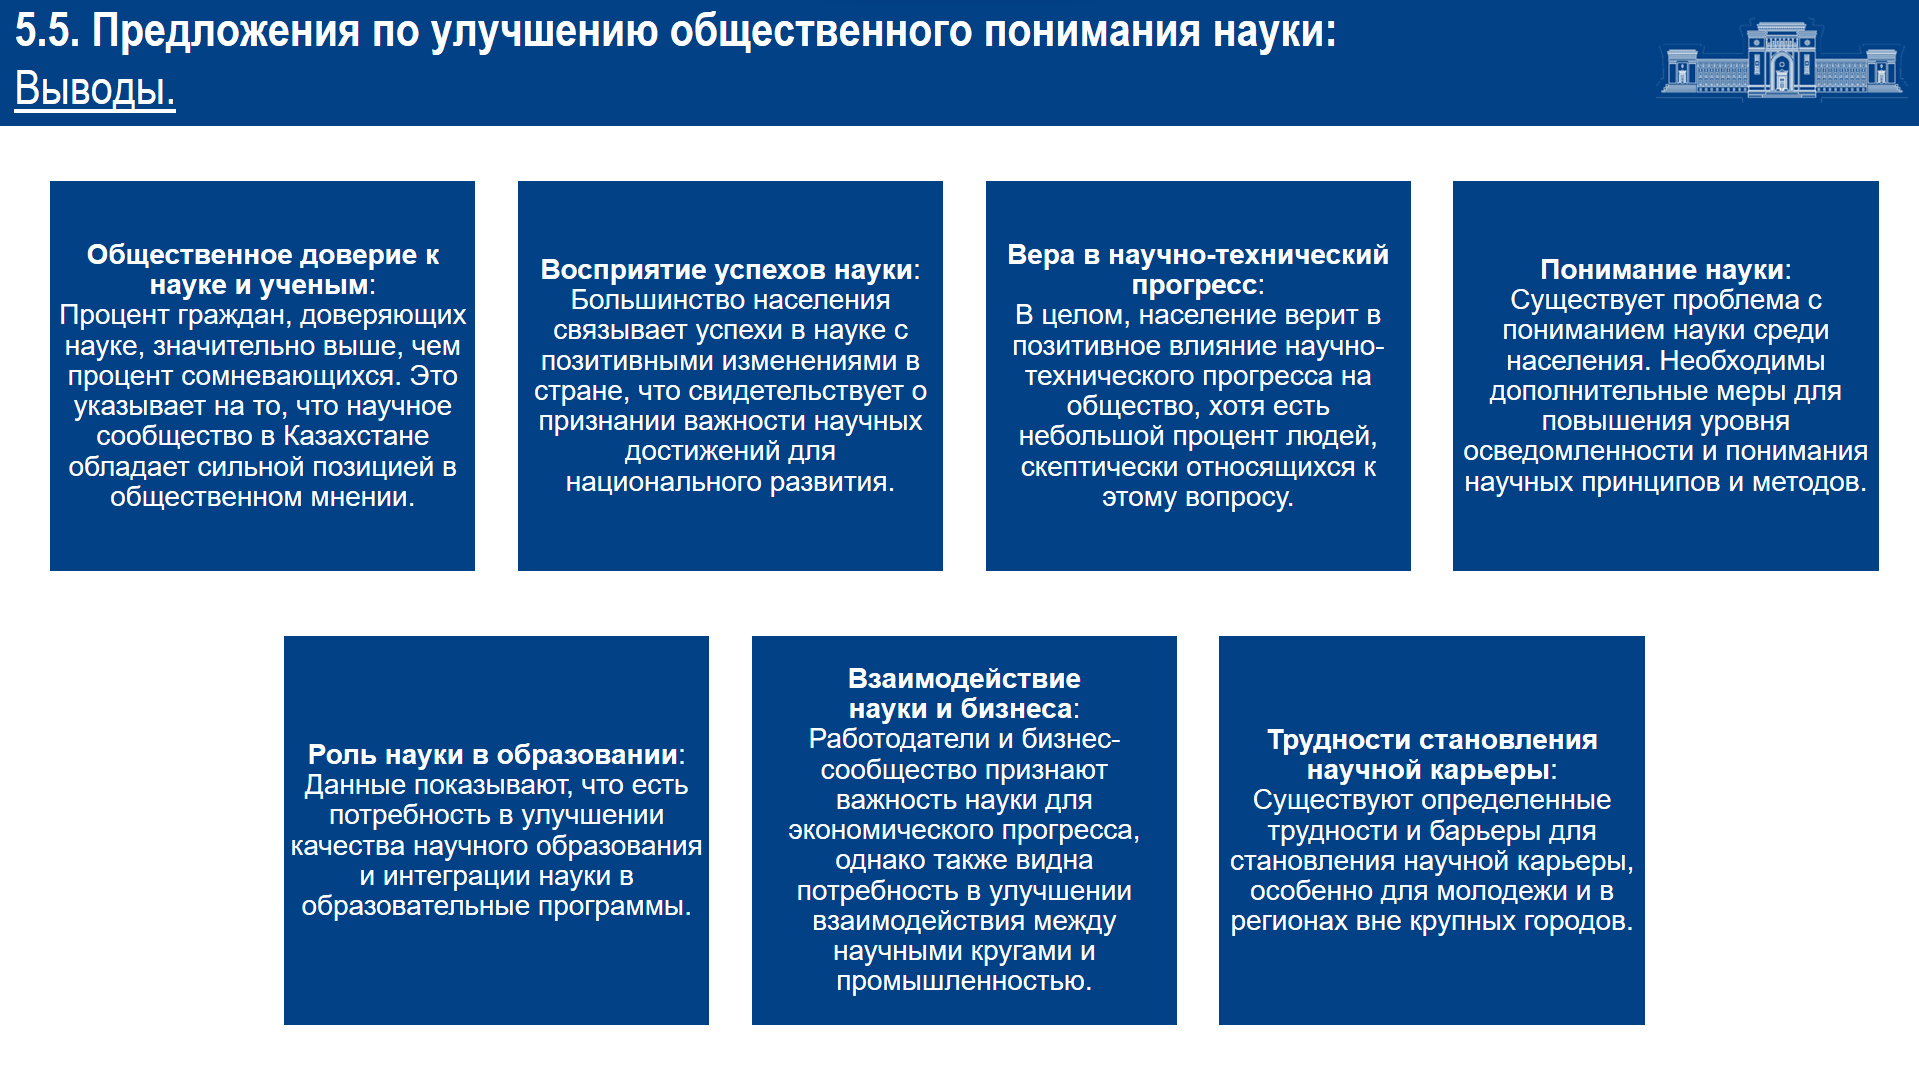 5.5. Предложения по улучшению общественного понимания науки:
Выводы.
Общественное доверие к
науке и ученым:
Процент граждан, доверяющих
науке, значительно выше, чем
процент сомневающихся. Это
указывает на то, что научное
сообщество в Казахстане
обладает сильной позицией в
общественном мнении.
Восприятие успехов науки:
Большинство населения
связывает успехи в науке с
позитивными изменениями в
стране, что свидетельствует о
признании важности научных
достижений для
национального развития.
Вера в научно-технический
прогресс:
В целом, население верит в
позитивное влияние научно-
технического прогресса на
общество, хотя есть
небольшой процент людей,
скептически относящихся к
этому вопросу.
Понимание науки:
Существует проблема с
пониманием науки среди
населения. Необходимы
дополнительные меры для
повышения уровня
осведомленности и понимания
научных принципов и методов.
Роль науки в образовании:
Данные показывают, что есть
потребность в улучшении
качества научного образования
и интеграции науки в
образовательные программы.
Взаимодействие
науки и бизнеса:
Работодатели и бизнес-
сообщество признают
важность науки для
экономического прогресса,
однако также видна
потребность в улучшении
взаимодействия между
научными кругами и
промышленностью.
Трудности становления
научной карьеры:
Существуют определенные
трудности и барьеры для
становления научной карьеры,
особенно для молодежи и в
регионах вне крупных городов.